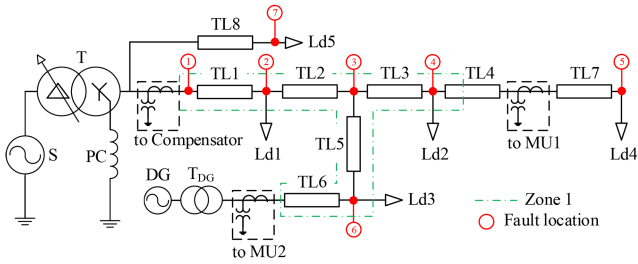 7
TL8
Ld5
T
1
2
3
4
5
TL1
TL2
TL3
TL4
TL7
to Compensator
to MU1
Ld1
Ld2
Ld4
S
PC
TL5
DG
TDG
TL6
Ld3
6
to MU2
Zone 1
Fault location